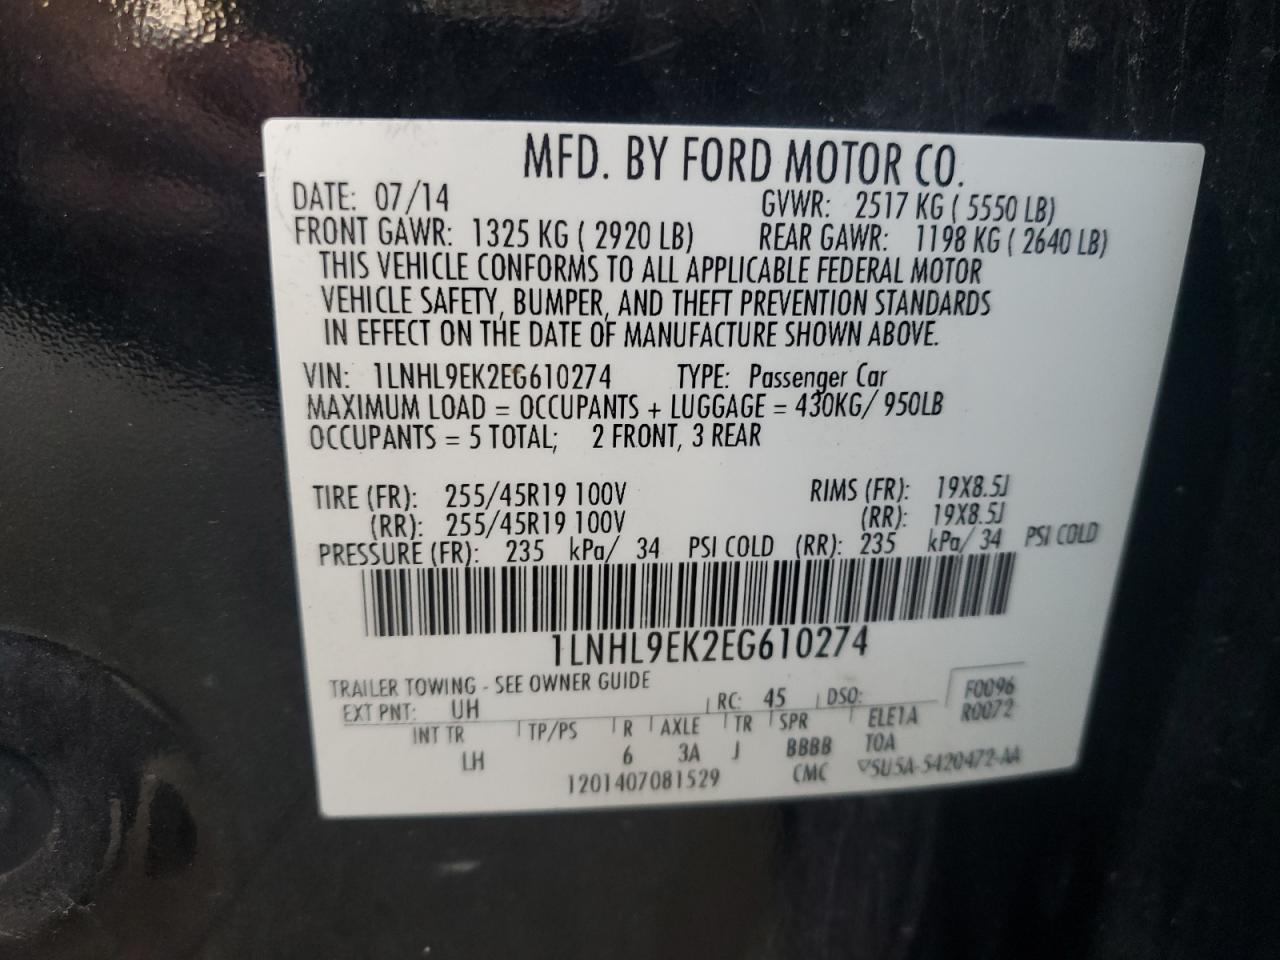 MFD. BY FORD MOTOR CO.
DATE: 07/14 GVWR: 2517 KG ( 5550 LB)
FRONT GAWR: 1325 KG ( 2920 LB) REAR GAWR: 1198 KG ( 2640 LB)
THIS VEHICLE CONFORMS TO ALL APPLICABLE FEDERAL MOTOR
VEHICLE SAFETY, BUMPER, AND THEFT PREVENTION STANDARDS
IN EFFECT ON THE DATE OF MANUFACTURE SHOWN ABOVE.
VIN: 1LNHL9EK2EG610274 TYPE: Passenger Car
MAXIMUM LOAD = OCCUPANTS + LUGGAGE = 430KG/ 950LB
OCCUPANTS = 5 TOTAL; 2 FRONT, 3 REAR
TIRE (FR): 255/45R19 100V RIMS (FR): 19X8.5J
(RR): 255/45R19 100V (RR): 19X8.5J
PRESSURE (FR): 235 kPa/ 34 PSI COLD (RR): 235 kPa/ 34 PSI COLD
1LNHL9EK2EG610274
TRAILER TOWING - SEE OWNER GUIDE
EXT PNT: UH RC: 45 DSO: F0096
INT TR TP/PS R AXLE TR SPR ELE1A R0072
LH 6 3A J BBBB TOA
1201407081529 CMC ▽5U5A-5420472-AA